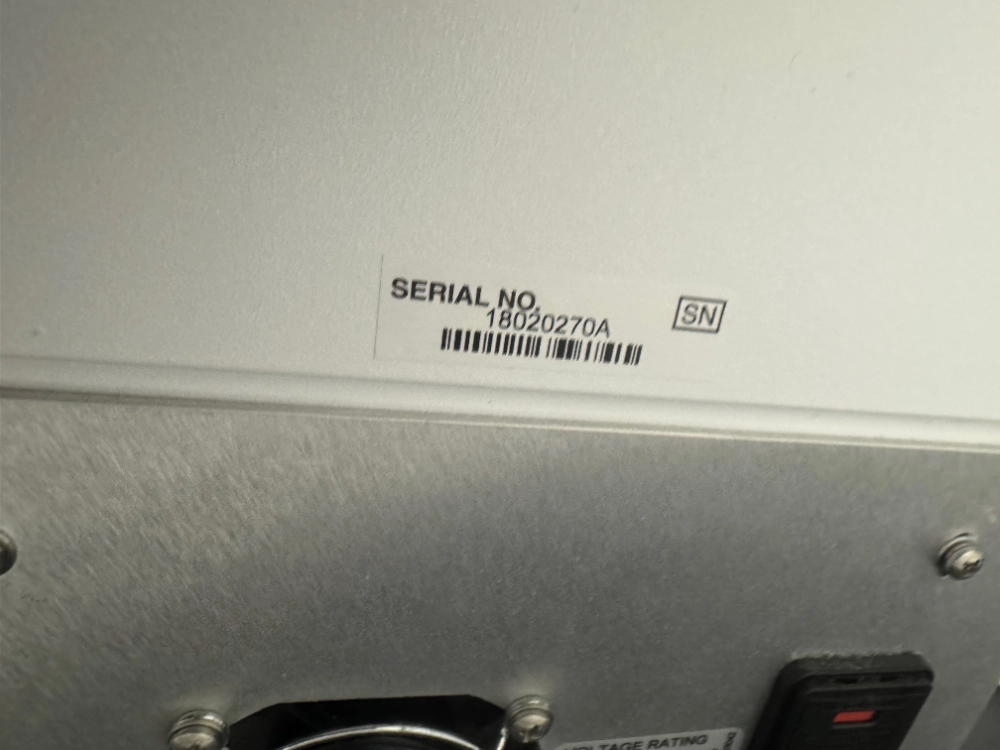 SERIAL NO.
SN
18020270A
VOLTAGE RATING